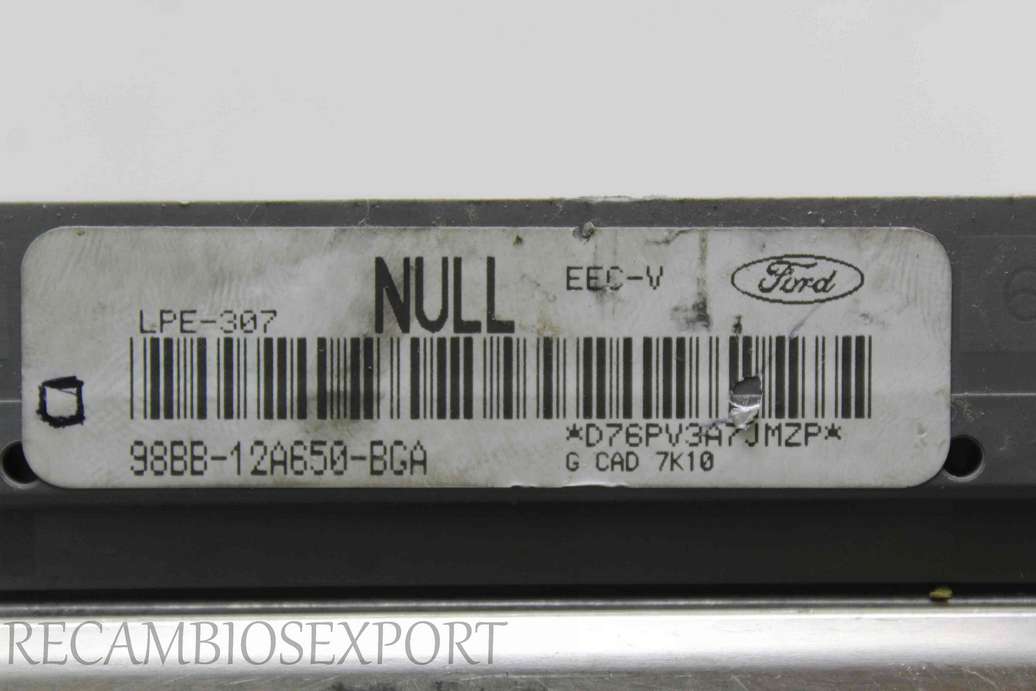 NULL EEC-V Ford
LPE-307
*D76PV3A7JMZP*
98BB-12A650-BGA
G CAD 7K10
RECAMBIOSEXPORT